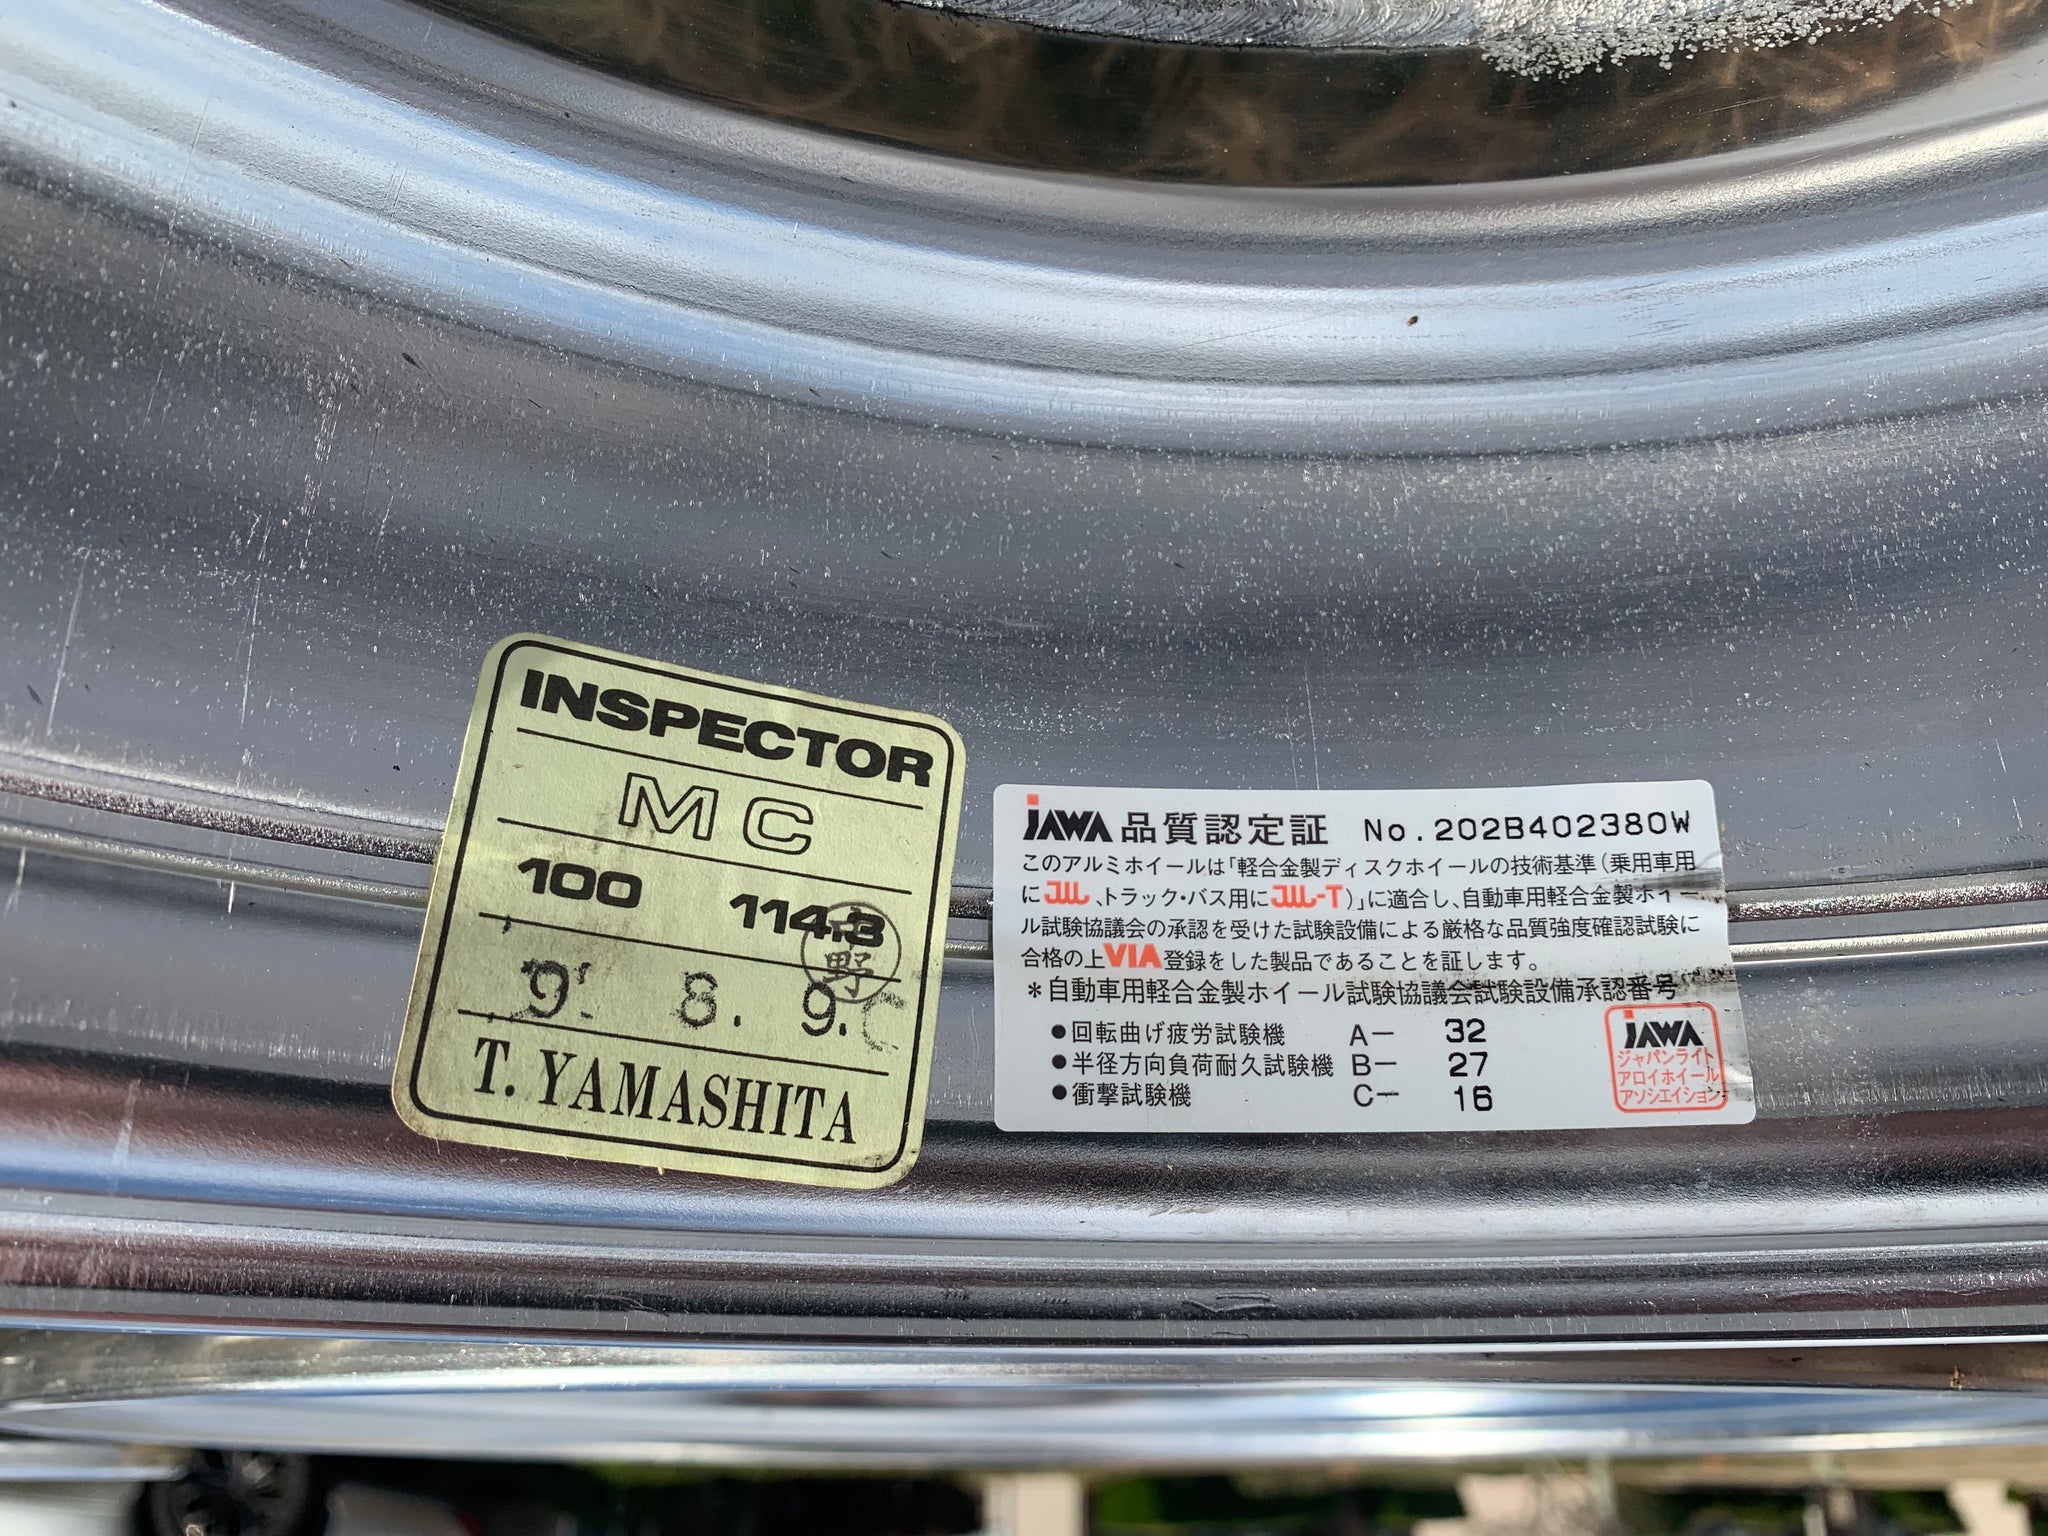 INSPECTOR
MC
100 114.3
野
9. 8. 9.
T. YAMASHITA
JAWA 品質認定証 No.202B402380W
このアルミホイールは「軽合金製ディスクホイールの技術基準(乗用車用
にJWL、トラック・バス用にJWL-T)」に適合し、自動車用軽合金製ホイー
ル試験協議会の承認を受けた試験設備による厳格な品質強度確認試験に
合格の上VIA登録をした製品であることを証します。
*自動車用軽合金製ホイール試験協議会試験設備承認番号
●回転曲げ疲労試験機 A- 32
●半径方向負荷耐久試験機 B- 27
●衝撃試験機 C- 16
JAWA
ジャパンライト
アロイホイール
アソシエイション